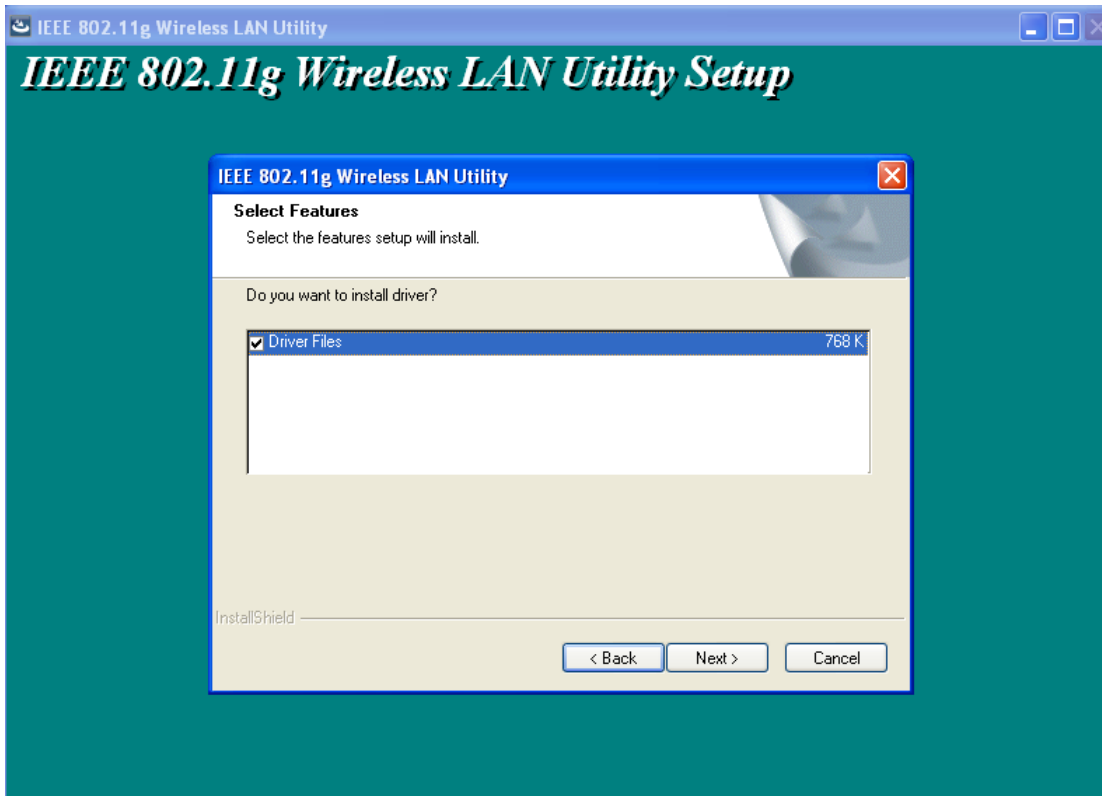 IEEE 802.11g Wireless LAN Utility
IEEE 802.11g Wireless LAN Utility Setup
IEEE 802.11g Wireless LAN Utility
Select Features
Select the features setup will install.
Do you want to install driver?
Driver Files 768 K
InstallShield
< Back Next > Cancel